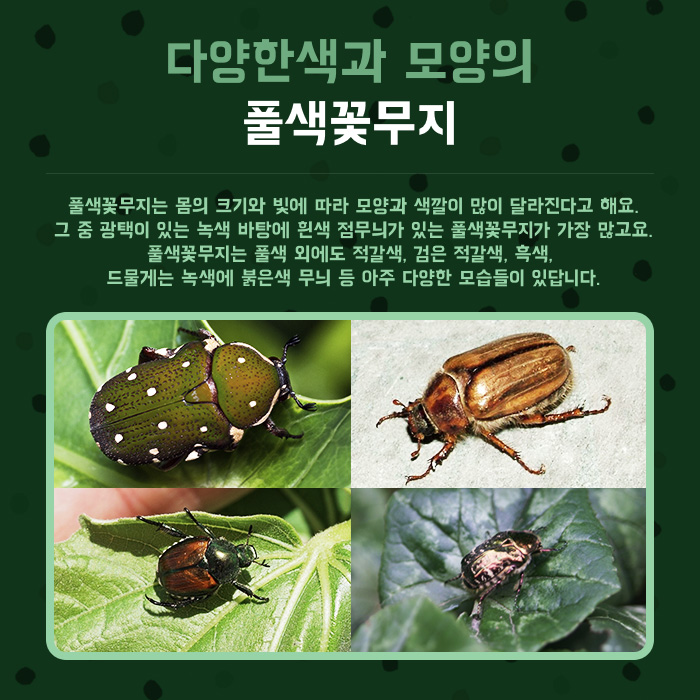 다양한색과 모양의
풀색꽃무지
풀색꽃무지는 몸의 크기와 빛에 따라 모양과 색깔이 많이 달라진다고 해요.
그 중 광택이 있는 녹색 바탕에 흰색 점무늬가 있는 풀색꽃무지가 가장 많고요.
풀색꽃무지는 풀색 외에도 적갈색, 검은 적갈색, 흑색,
드물게는 녹색에 붉은색 무늬 등 아주 다양한 모습들이 있답니다.